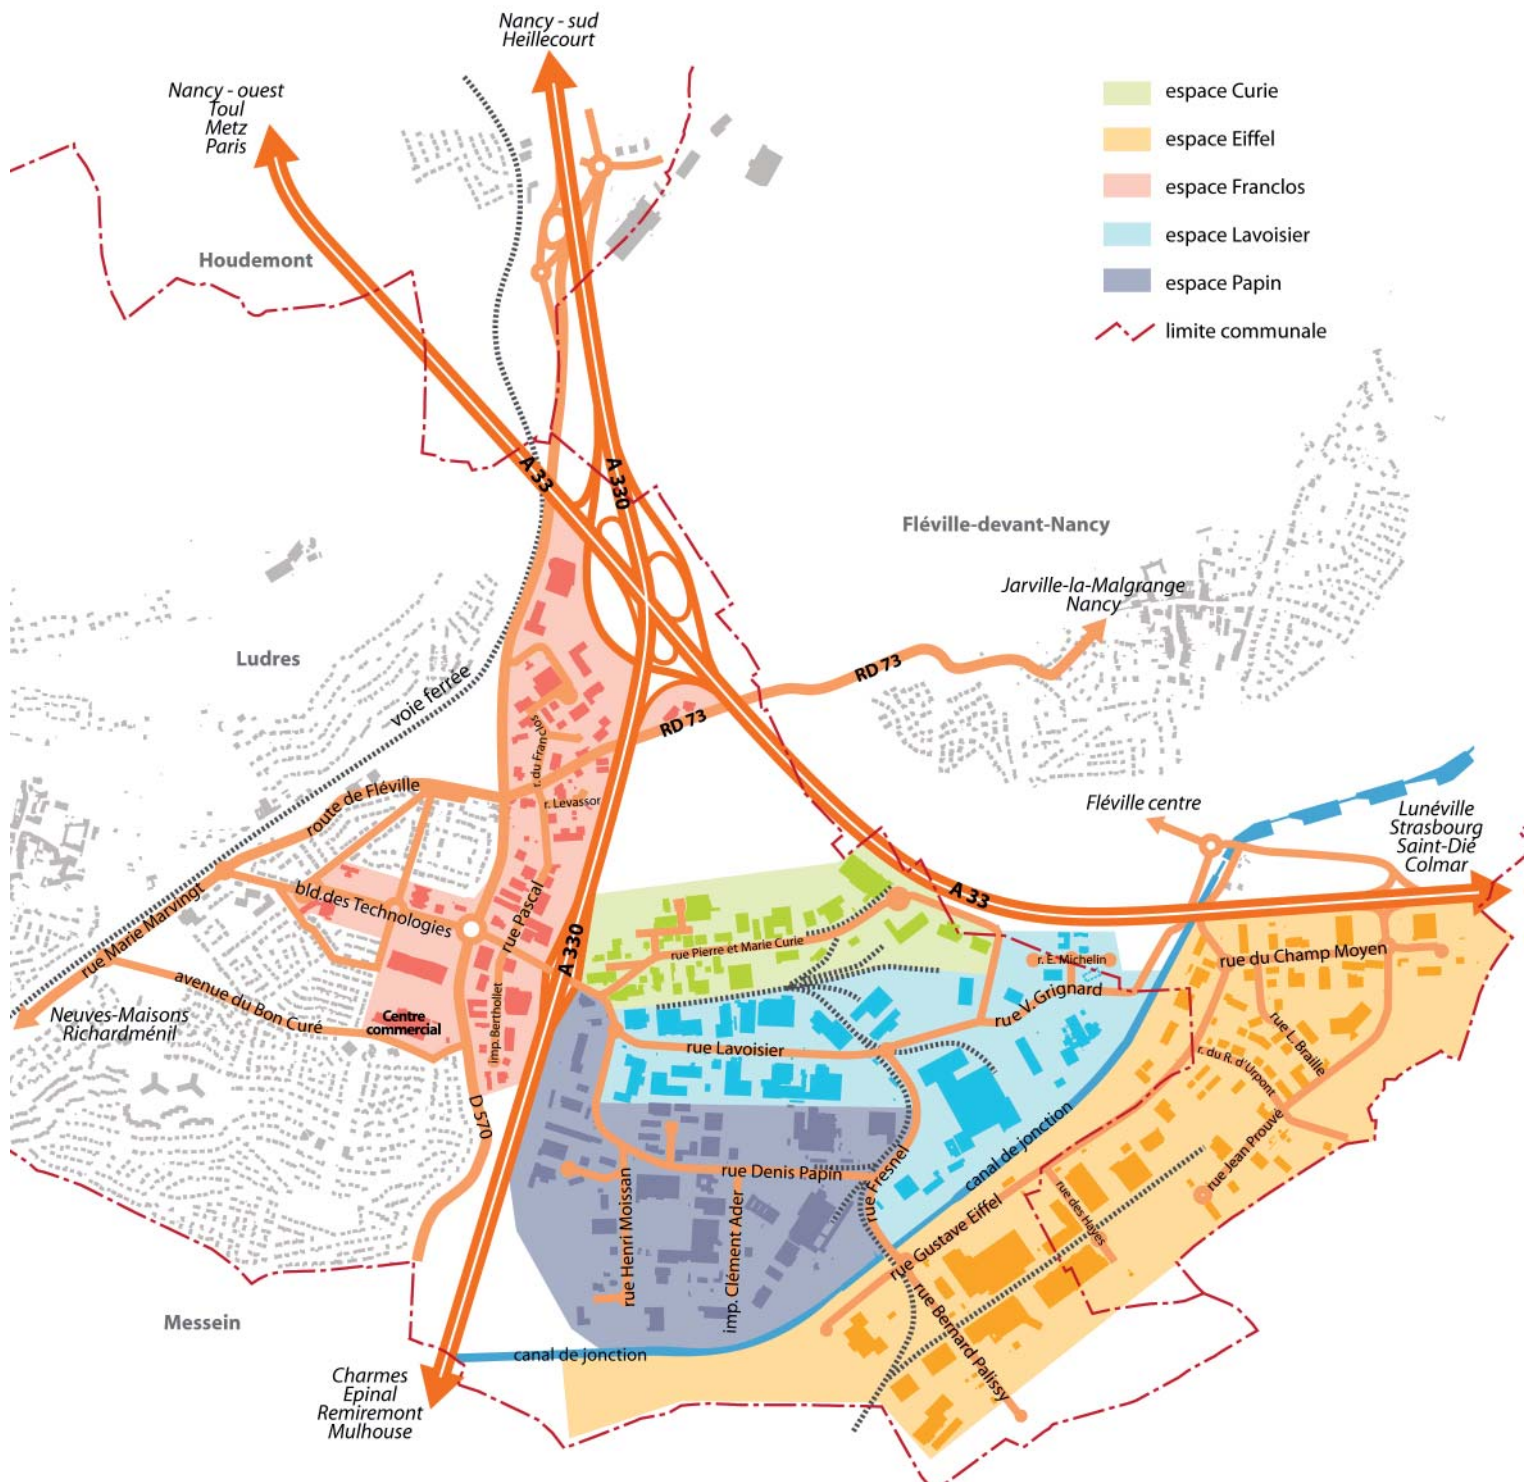 Nancy - sud
Heillecourt
Nancy - ouest
Toul
Metz
Paris
espace Curie
espace Eiffel
espace Franclos
espace Lavoisier
espace Papin
limite communale
Houdemont
A 33
A 330
Fléville-devant-Nancy
Jarville-la-Malgrange
Nancy
Ludres
voie ferrée
RD 73
RD 73
r. du Franclos
r. Levassor
route de Fléville
Fléville centre
Lunéville
Strasbourg
Saint-Dié
Colmar
bld.des Technologies
rue Pascal
A 33
rue Marie Marvingt
A 330
rue Pierre et Marie Curie
r. E. Michelin
rue du Champ Moyen
avenue du Bon Curé
rue V. Grignard
Neuves-Maisons
Richardménil
Centre
commercial
imp. Berthollet
rue Lavoisier
rue L. Braille
r. du R. d'Urpont
D 570
canal de jonction
rue Jean Prouvé
rue Denis Papin
rue Fresnel
rue des Hayes
rue Gustave Eiffel
rue Henri Moissan
imp. Clément Ader
rue Bernard Palissy
Messein
canal de jonction
Charmes
Epinal
Remiremont
Mulhouse